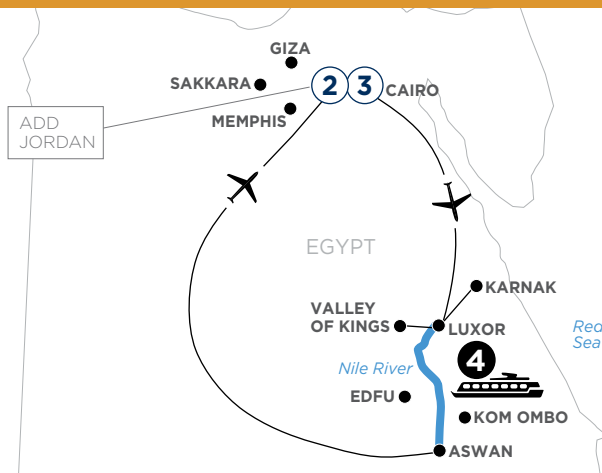 GIZA
SAKKARA
2 3 CAIRO
MEMPHIS
ADD
JORDAN
EGYPT
KARNAK
VALLEY
OF KINGS
LUXOR
Red
Sea
4
Nile River
EDFU
KOM OMBO
ASWAN